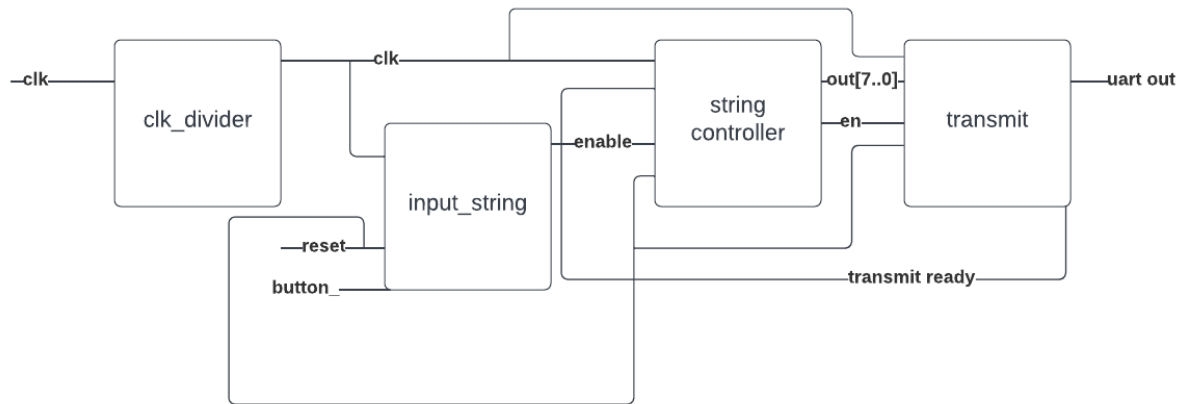 clk
clk_divider
clk
input_string
reset
button_
enable
string
controller
out[7..0]
en
transmit
uart out
transmit ready